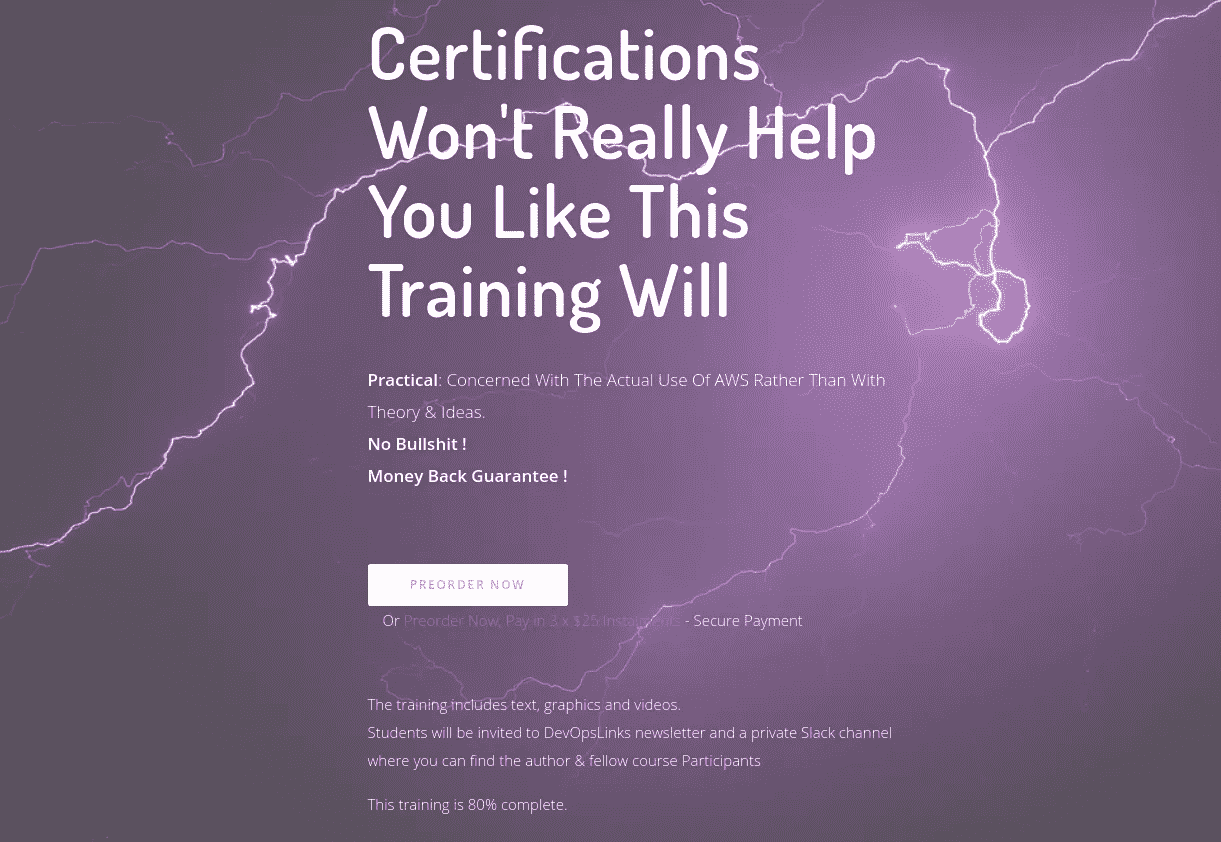 Certifications
Won't Really Help
You Like This
Training Will
Practical: Concerned With The Actual Use Of AWS Rather Than With
Theory & Ideas.
No Bullshit !
Money Back Guarantee !
PREORDER NOW
Or Preorder Now, Pay in 3 x $25 Instalments - Secure Payment
The training includes text, graphics and videos.
Students will be invited to DevOpsLinks newsletter and a private Slack channel
where you can find the author & fellow course Participants
This training is 80% complete.